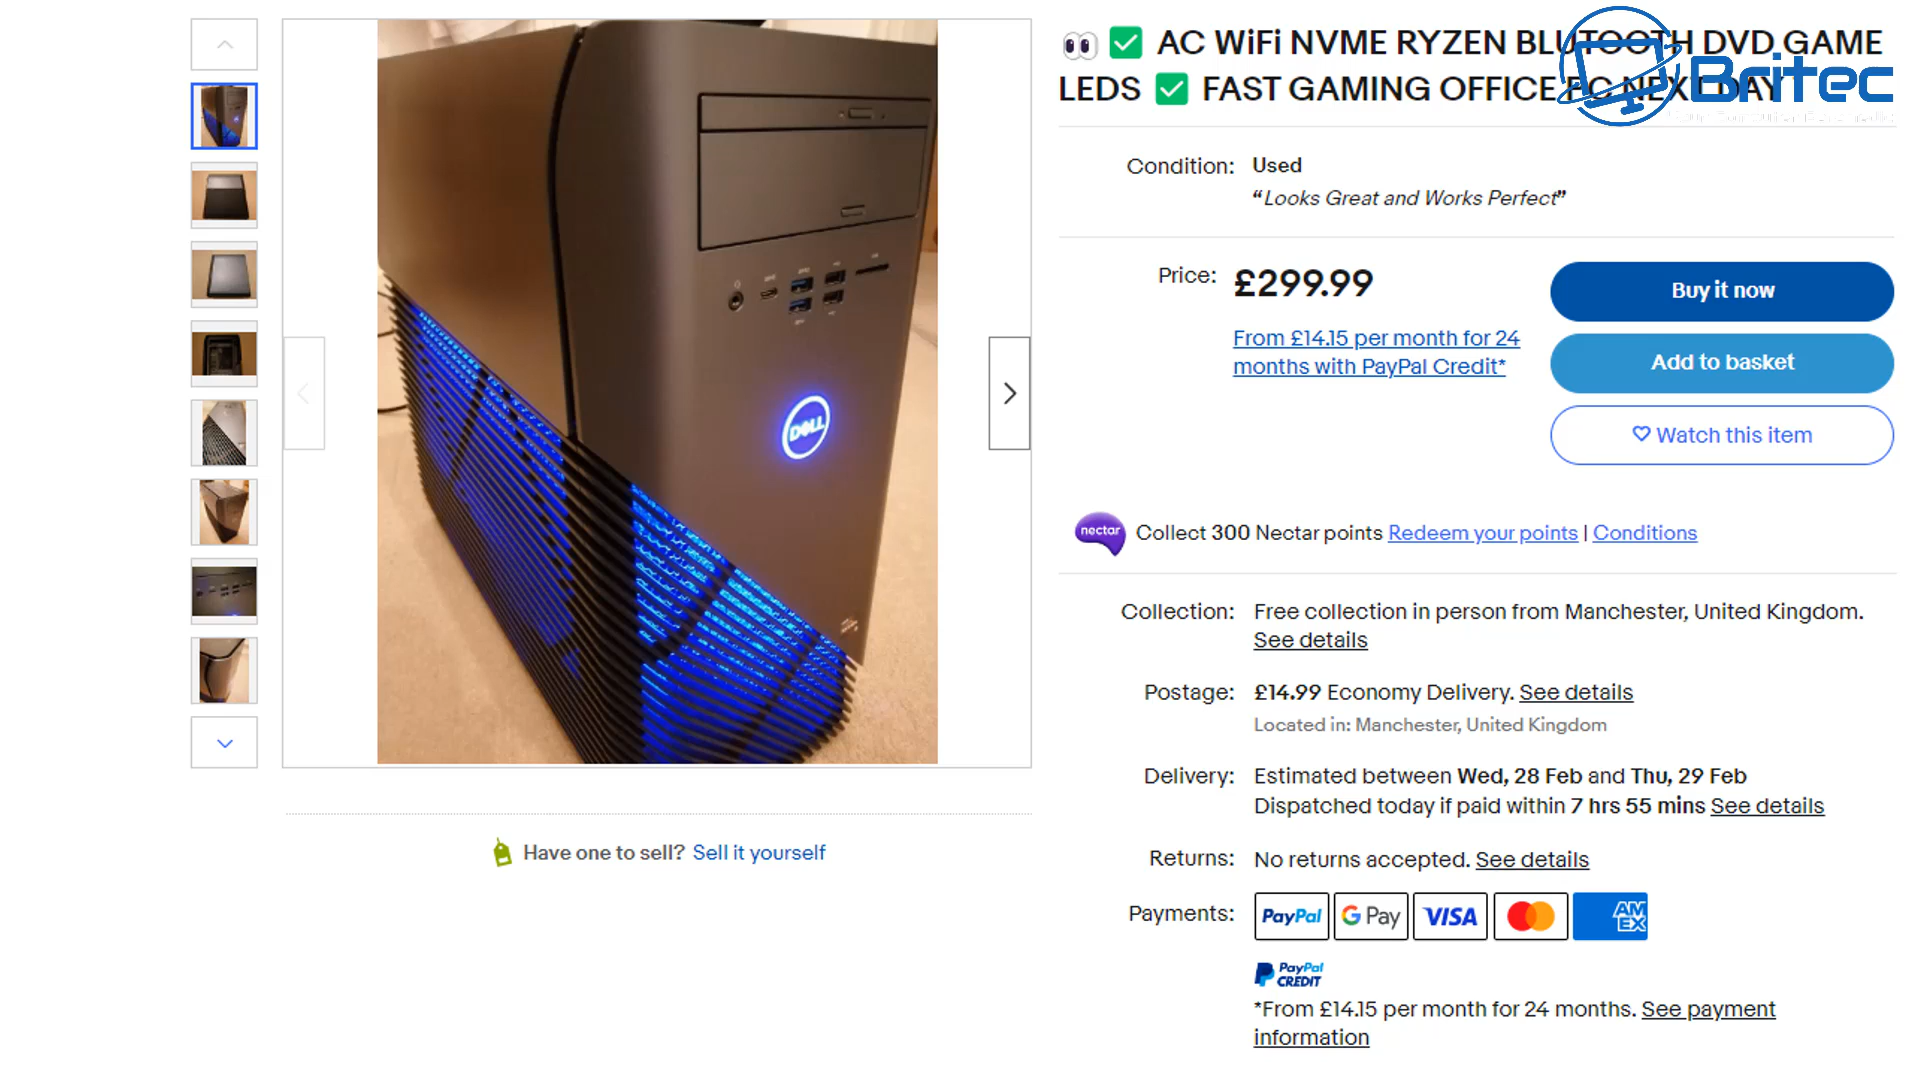 AC WiFi NVME RYZEN BLUTOOTH DVD GAME
LEDS FAST GAMING OFFICE PC NEXT DAY
Britec
Condition: Used
“Looks Great and Works Perfect”
Price: £299.99
Buy it now
From £14.15 per month for 24
months with PayPal Credit*
Add to basket
Watch this item
DELL
nectar Collect 300 Nectar points Redeem your points | Conditions
Collection: Free collection in person from Manchester, United Kingdom.
See details
Postage: £14.99 Economy Delivery. See details
Located in: Manchester, United Kingdom
Delivery: Estimated between Wed, 28 Feb and Thu, 29 Feb
Dispatched today if paid within 7 hrs 55 mins See details
Have one to sell? Sell it yourself
Returns: No returns accepted. See details
Payments: PayPal G Pay VISA AMEX
PayPal
CREDIT
*From £14.15 per month for 24 months. See payment
information